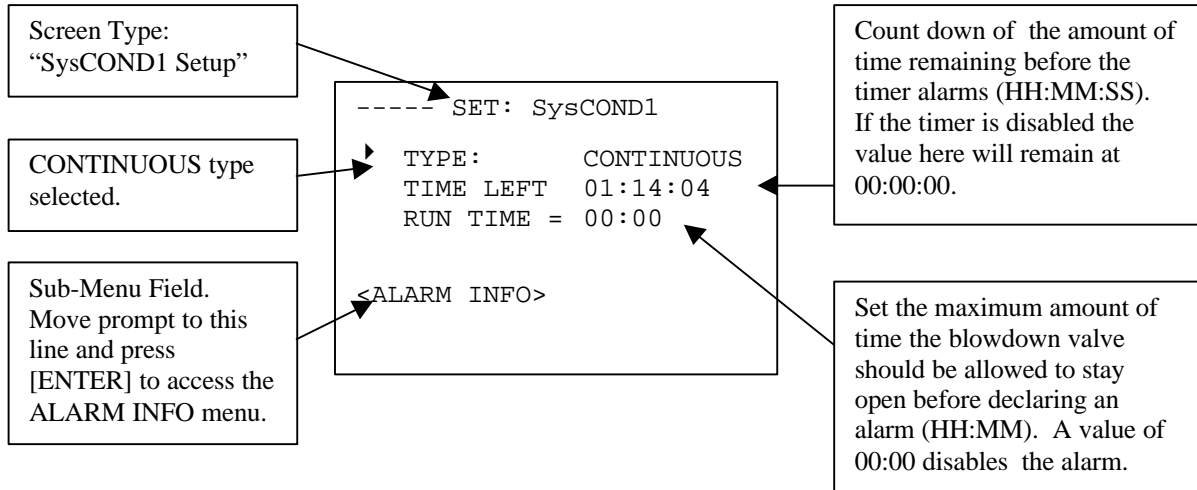 Screen Type:
“SysCOND1 Setup”
CONTINUOUS type
selected.
Sub-Menu Field.
Move prompt to this
line and press
[ENTER] to access the
ALARM INFO menu.
----- SET: SysCOND1
TYPE: CONTINUOUS
TIME LEFT 01:14:04
RUN TIME = 00:00
<ALARM INFO>
Count down of the amount of
time remaining before the
timer alarms (HH:MM:SS).
If the timer is disabled the
value here will remain at
00:00:00.
Set the maximum amount of
time the blowdown valve
should be allowed to stay
open before declaring an
alarm (HH:MM). A value of
00:00 disables the alarm.